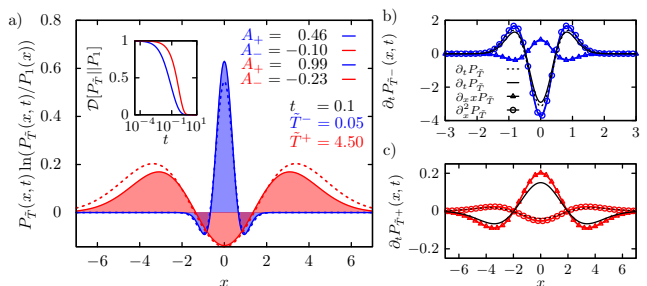 a)
P_T̃(x, t) ln(P_T̃(x, t)/P_1(x))
0.8
0.6
0.4
0.2
0
−6 −4 −2 0 2 4 6
x
D[P_T̃||P_1]
1
0.5
0
10^−4 10^−1 10^1
t
A_+ = 0.46
A_− = −0.10
A_+ = 0.99
A_− = −0.23
t = 0.1
T̃^− = 0.05
T̃^+ = 4.50
b)
∂_t P_T̃−(x, t)
2
0
−2
−4
−3 −2 −1 0 1 2 3
∂_t P_T̃
∂_t P_T̃
∂_x x P_T̃
∂_x^2 P_T̃
c)
∂_t P_T̃+(x, t)
0.2
0
−0.2
−6 −4 −2 0 2 4 6
x